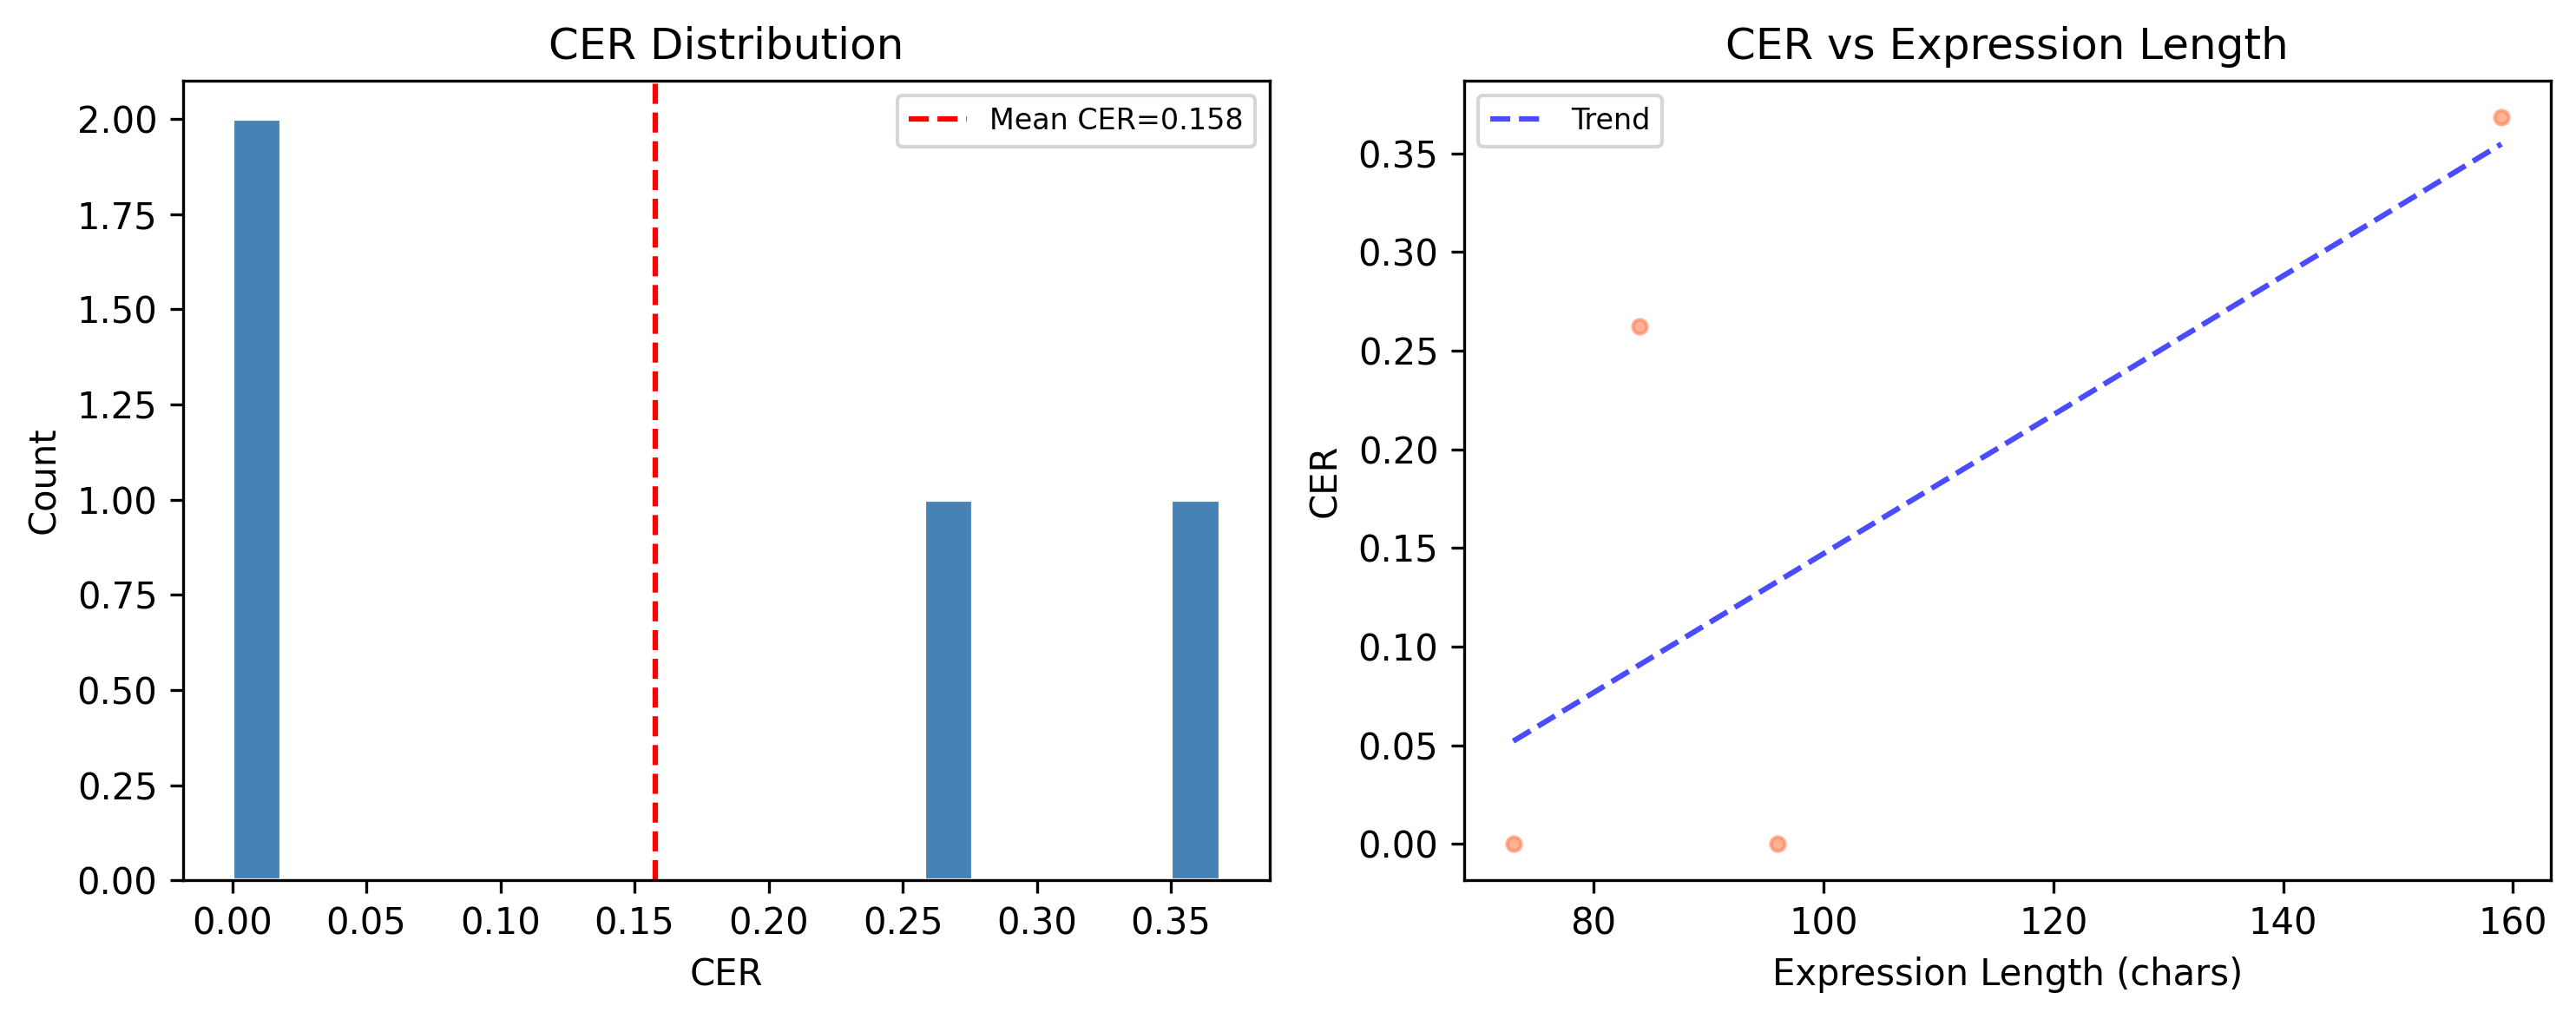 CER Distribution
2.00
1.75
1.50
1.25
1.00
0.75
0.50
0.25
0.00
Count
Mean CER=0.158
0.00 0.05 0.10 0.15 0.20 0.25 0.30 0.35
CER
CER vs Expression Length
0.35
0.30
0.25
0.20
0.15
0.10
0.05
0.00
CER
Trend
80 100 120 140 160
Expression Length (chars)